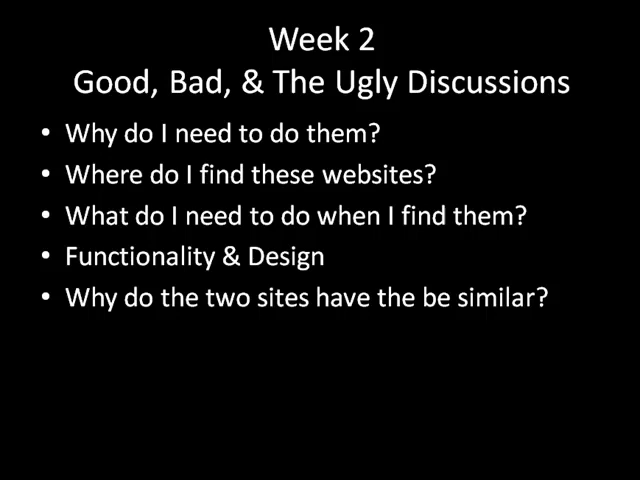 Week 2
Good, Bad, & The Ugly Discussions
• Why do I need to do them?
• Where do I find these websites?
• What do I need to do when I find them?
• Functionality & Design
• Why do the two sites have the be similar?